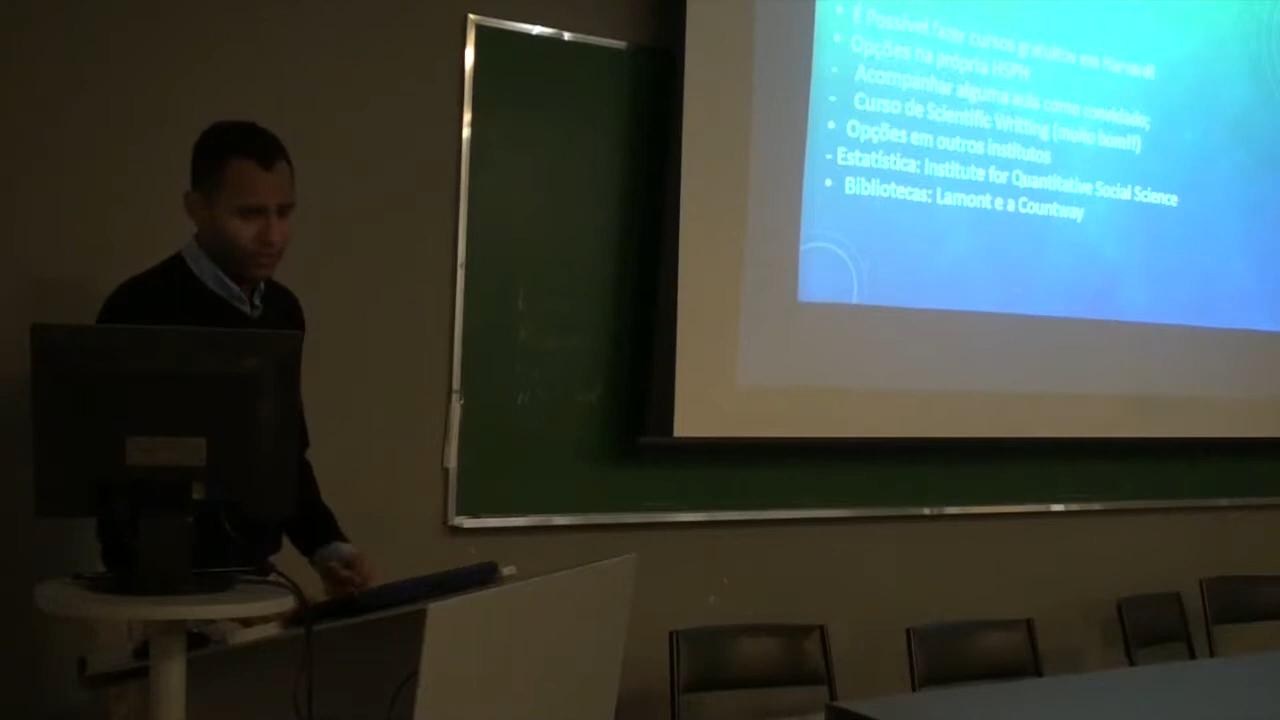 • É Possível fazer cursos gratuitos em Harvard
• Opções na própria HSPH
- Acompanhar alguma aula como convidado;
- Curso de Scientific Writting (muito bom!!)
• Opções em outros institutos
- Estatística: Institute for Quantitative Social Science
• Bibliotecas: Lamont e a Countway